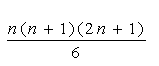 n(n + 1)(2n + 1)
6